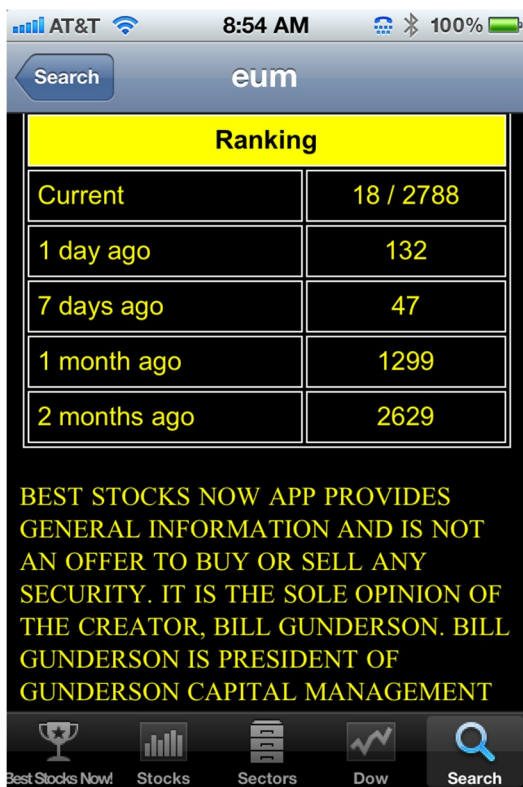 AT&T 8:54 AM 100%
Search eum
Ranking
Current 18 / 2788
1 day ago 132
7 days ago 47
1 month ago 1299
2 months ago 2629
BEST STOCKS NOW APP PROVIDES
GENERAL INFORMATION AND IS NOT
AN OFFER TO BUY OR SELL ANY
SECURITY. IT IS THE SOLE OPINION OF
THE CREATOR, BILL GUNDERSON. BILL
GUNDERSON IS PRESIDENT OF
GUNDERSON CAPITAL MANAGEMENT
Best Stocks Now! Stocks Sectors Dow Search